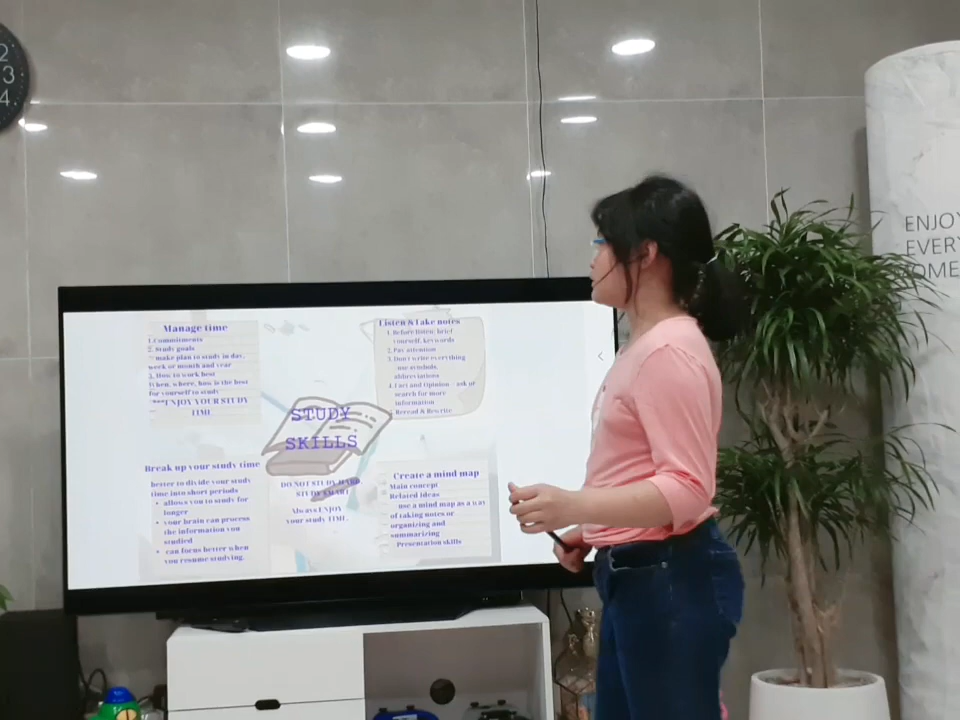 2
3
4
ENJOY
EVERY
MOME
Manage time
1.Commitments
2. Study goals
make plan to study in day,
week or month and year
3. How to work best
When, where, how is the best
for yourself to study
***ENJOY YOUR STUDY
TIME
Listen & take notes
1. Before listen, brief
yourself, keywords
2. Pay attention
3. Don't write everything
use symbols,
abbreviations
4. Fact and Opinion - ask or
search for more
information
Reread & Rewrite
STUDY
SKILLS
Break up your study time
better to divide your study
time into short periods
• allows you to study for
longer
• your brain can process
the information you
studied
• can focus better when
you resume studying.
DO NOT STUDY HARD
STUDY SMART
Always ENJOY
your study TIME
Create a mind map
Main concept
Related ideas
use a mind map as a way
of taking notes or
organizing and
summarizing
Presentation skills